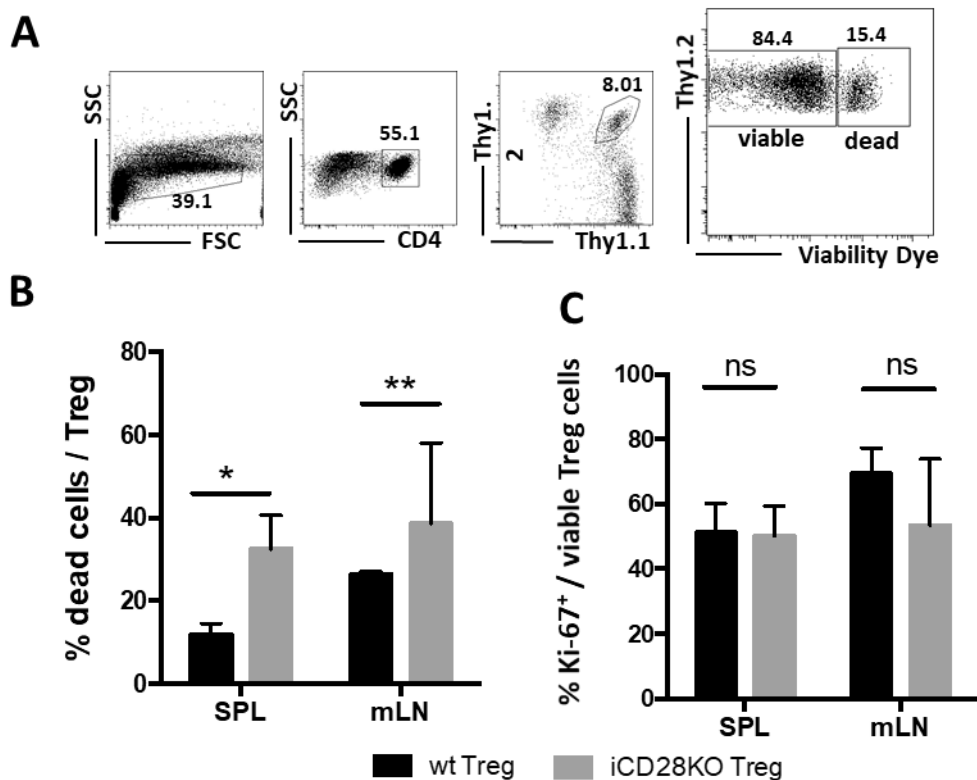 A
SSC
39.1
FSC
SSC
55.1
CD4
Thy1.
2
8.01
Thy1.1
Thy1.2
84.4
15.4
viable
dead
Viability Dye
B
% dead cells / Treg
80
60
40
20
0
*
**
SPL
mLN
C
% Ki-67⁺ / viable Treg cells
100
80
60
40
20
0
ns
ns
SPL
mLN
wt Treg
iCD28KO Treg